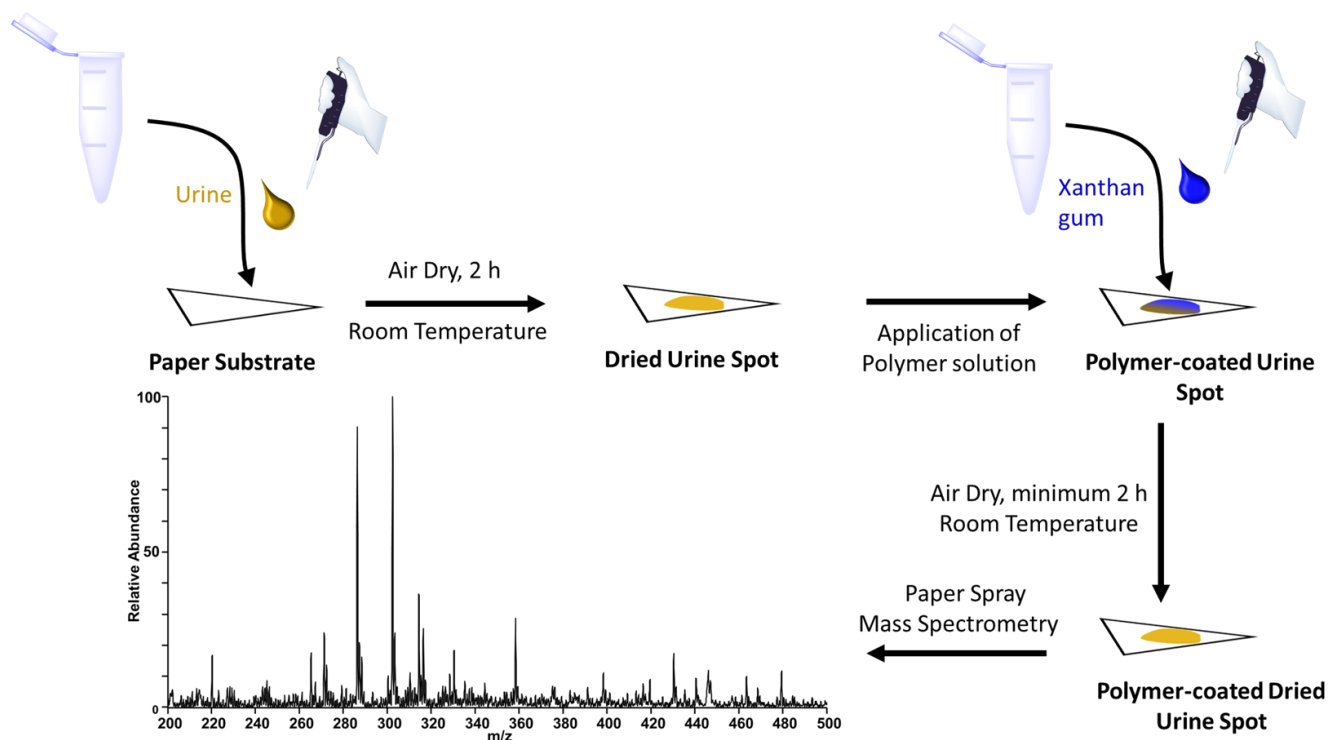 Urine
Xanthan
gum
Air Dry, 2 h
Room Temperature
Application of
Polymer solution
Paper Substrate
Dried Urine Spot
Polymer-coated Urine
Spot
Air Dry, minimum 2 h
Room Temperature
Paper Spray
Mass Spectrometry
Polymer-coated Dried
Urine Spot
100
50
0
Relative Abundance
200 220 240 260 280 300 320 340 360 380 400 420 440 460 480 500
m/z